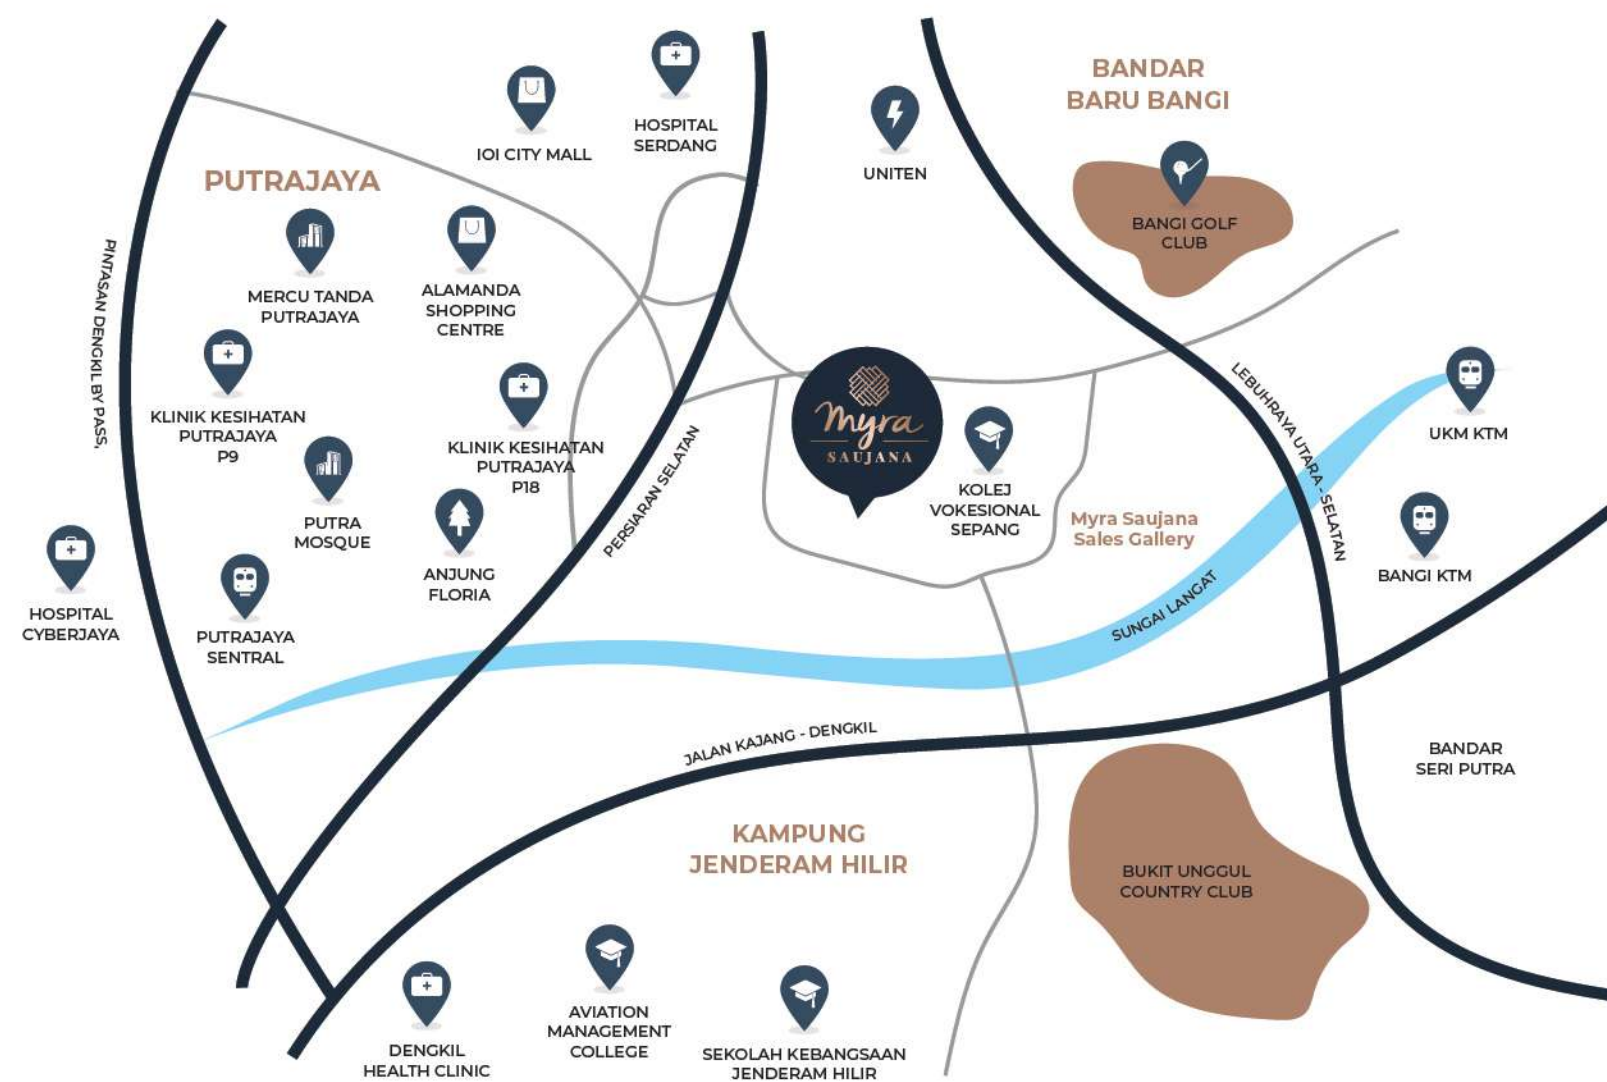 BANDAR
BARU BANGI
HOSPITAL
SERDANG
IOI CITY MALL
UNITEN
PUTRAJAYA
BANGI GOLF
CLUB
PINTASAN DENGKIL BY PASS,
MERCU TANDA
PUTRAJAYA
ALAMANDA
SHOPPING
CENTRE
KLINIK KESIHATAN
PUTRAJAYA
P9
KLINIK KESIHATAN
PUTRAJAYA
P18
PERSIARAN SELATAN
myra
SAUJANA
LEBUHRAYA UTARA - SELATAN
UKM KTM
KOLEJ
VOKESIONAL
SEPANG
Myra Saujana
Sales Gallery
PUTRA
MOSQUE
ANJUNG
FLORIA
BANGI KTM
HOSPITAL
CYBERJAYA
PUTRAJAYA
SENTRAL
SUNGAI LANGAT
JALAN KAJANG - DENGKIL
BANDAR
SERI PUTRA
KAMPUNG
JENDERAM HILIR
BUKIT UNGGUL
COUNTRY CLUB
DENGKIL
HEALTH CLINIC
AVIATION
MANAGEMENT
COLLEGE
SEKOLAH KEBANGSAAN
JENDERAM HILIR